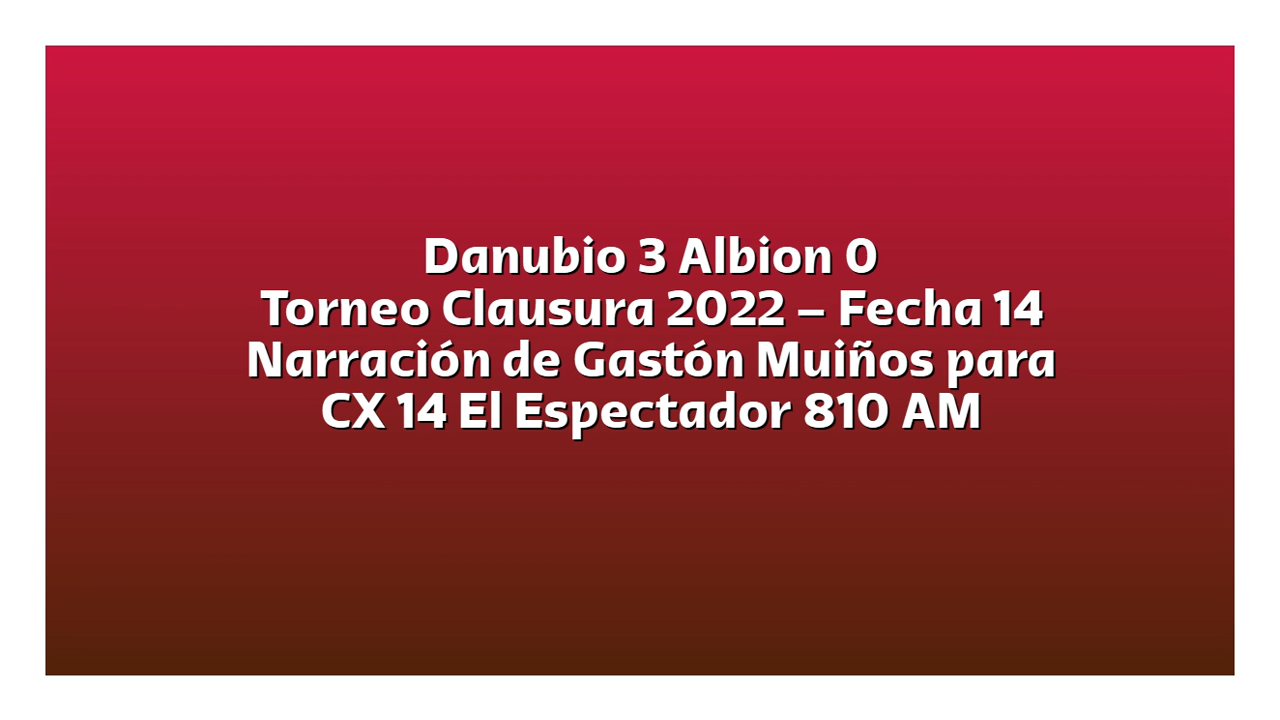 Danubio 3 Albion 0
Torneo Clausura 2022 – Fecha 14
Narración de Gastón Muiños para
CX 14 El Espectador 810 AM